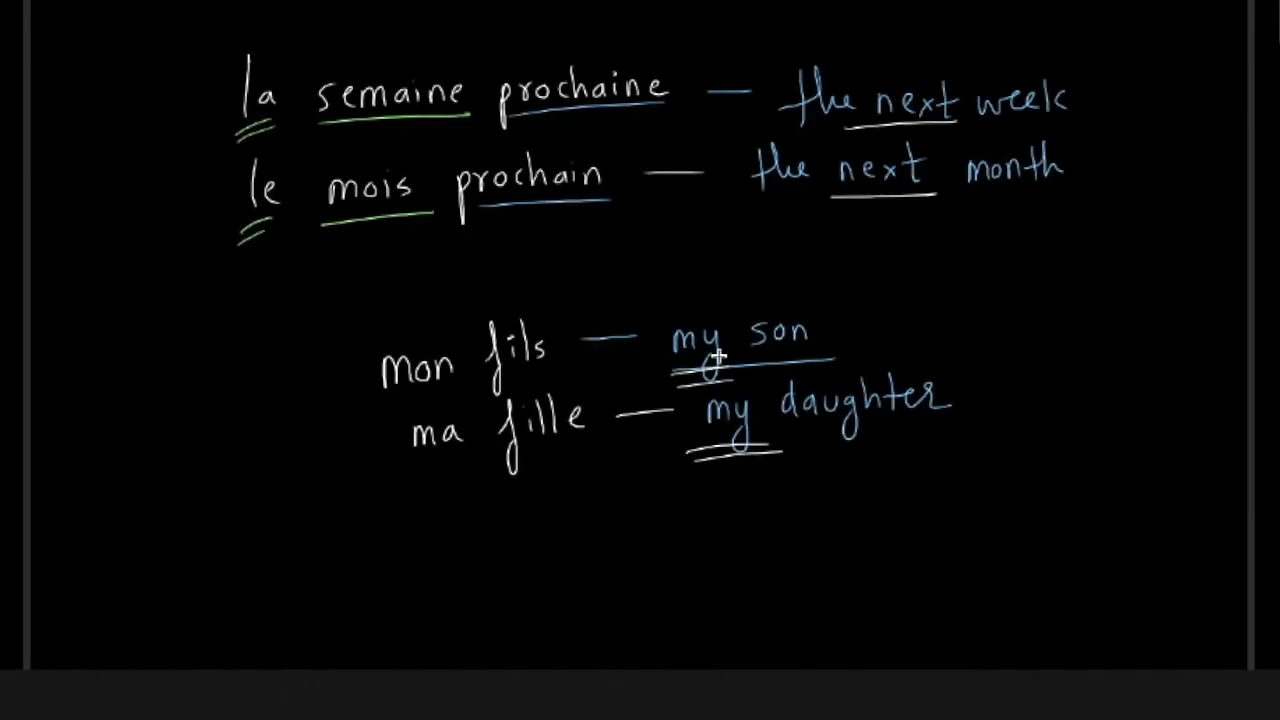 la semaine prochaine — the next week
le mois prochain — the next month
Mon fils — my son
ma fille — my daughter